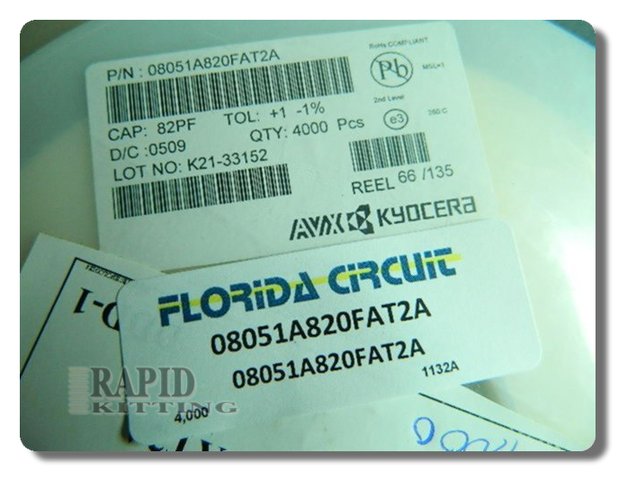 P/N : 08051A820FAT2A
RoHS COMPLIANT
Pb
MSL=1
CAP: 82PF TOL: +1 -1%
2nd Level
D/C :0509 QTY: 4000 Pcs
e3
260 C
LOT NO: K21-33152
REEL 66 /135
AVX KYOCERA
FLORIDA CIRCUIT
08051A820FAT2A
08051A820FAT2A
1132A
4,000
D-1
RAPID
KITTING